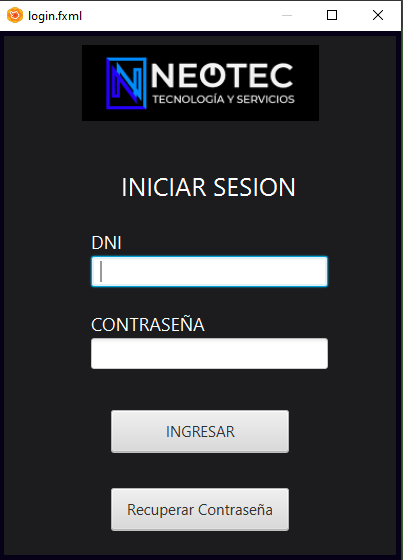 login.fxml
NEOTEC
TECNOLOGÍA Y SERVICIOS
INICIAR SESION
DNI
CONTRASEÑA
INGRESAR
Recuperar Contraseña